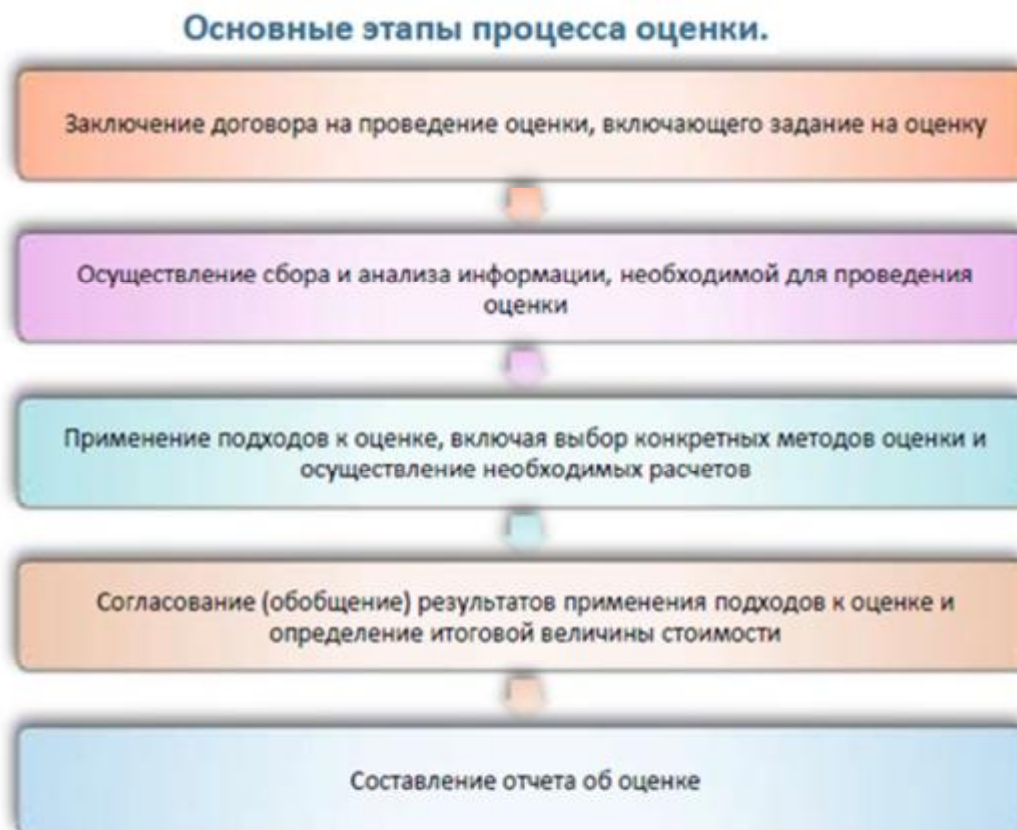 Основные этапы процесса оценки.
Заключение договора на проведение оценки, включающего задание на оценку
Осуществление сбора и анализа информации, необходимой для проведения
оценки
Применение подходов к оценке, включая выбор конкретных методов оценки и
осуществление необходимых расчетов
Согласование (обобщение) результатов применения подходов к оценке и
определение итоговой величины стоимости
Составление отчета об оценке